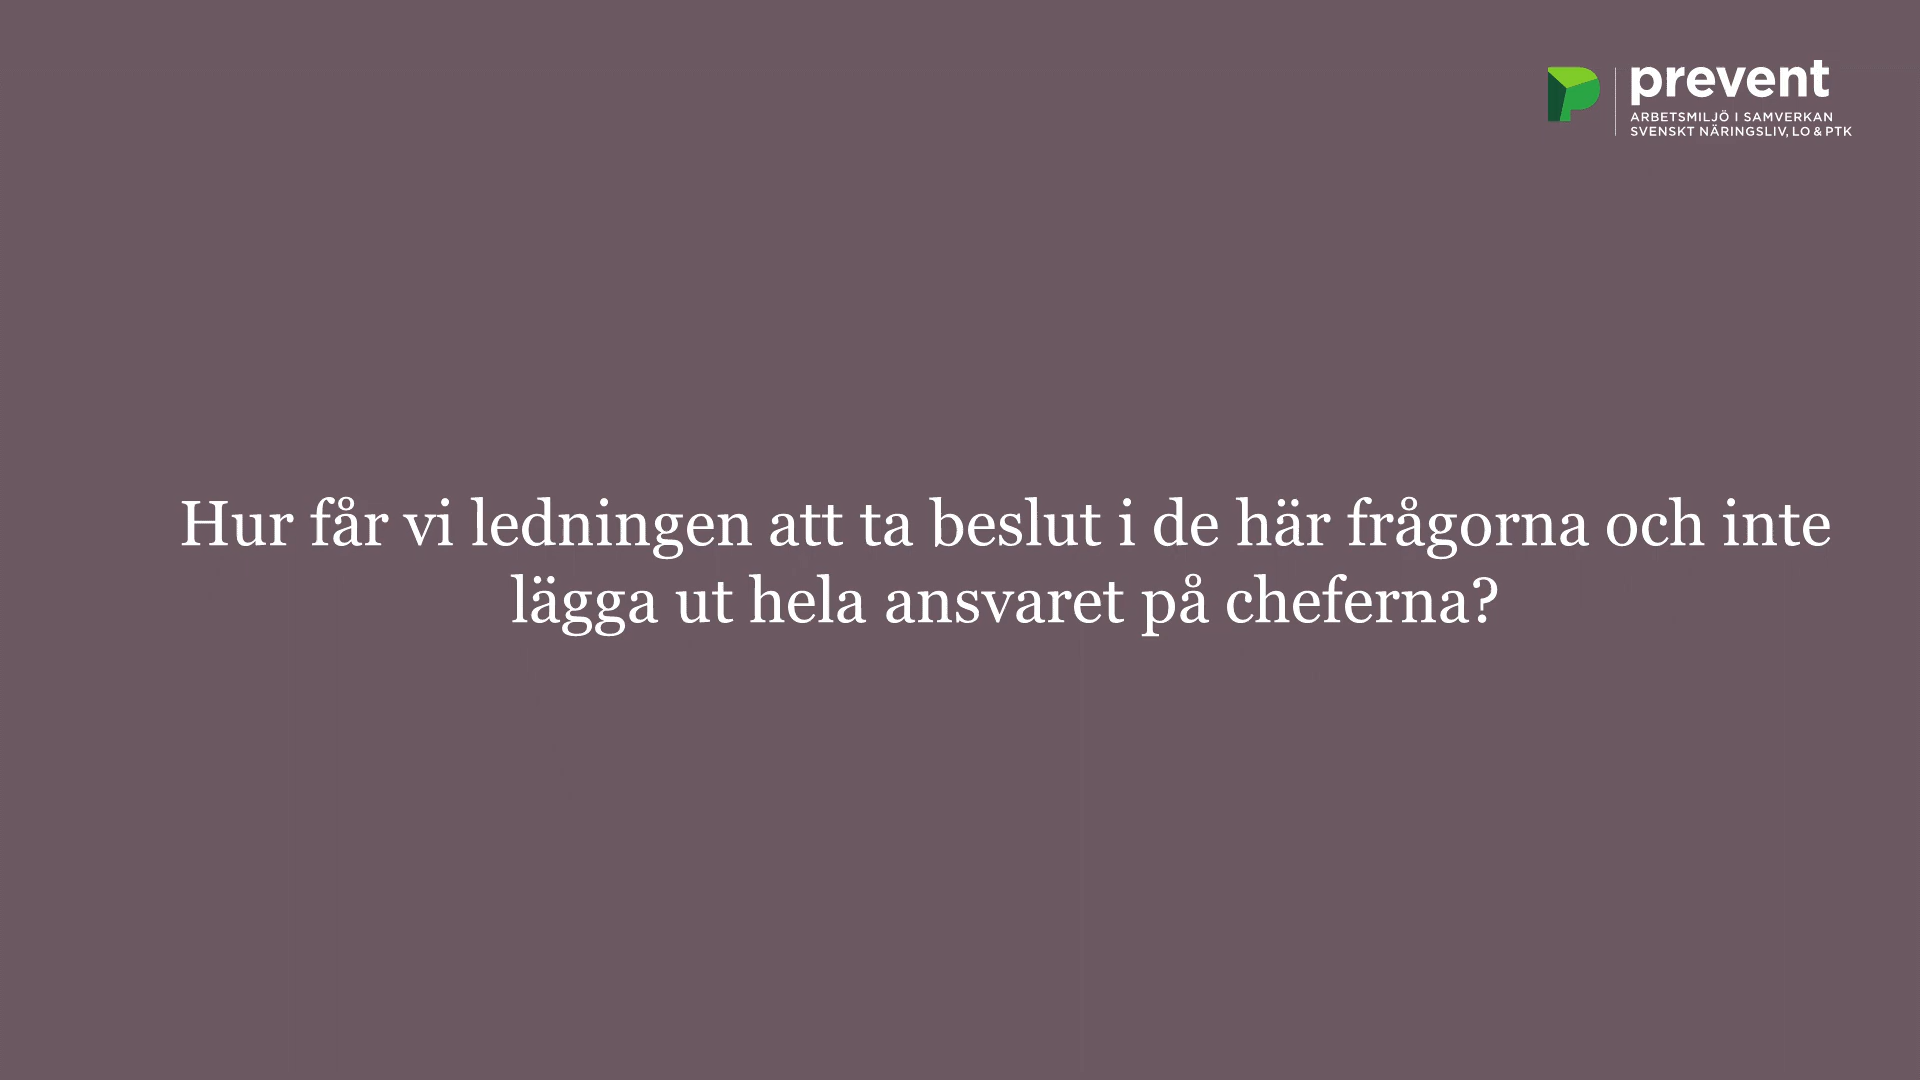 prevent
ARBETSMILJÖ I SAMVERKAN
SVENSKT NÄRINGSLIV, LO & PTK
Hur får vi ledningen att ta beslut i de här frågorna och inte
lägga ut hela ansvaret på cheferna?